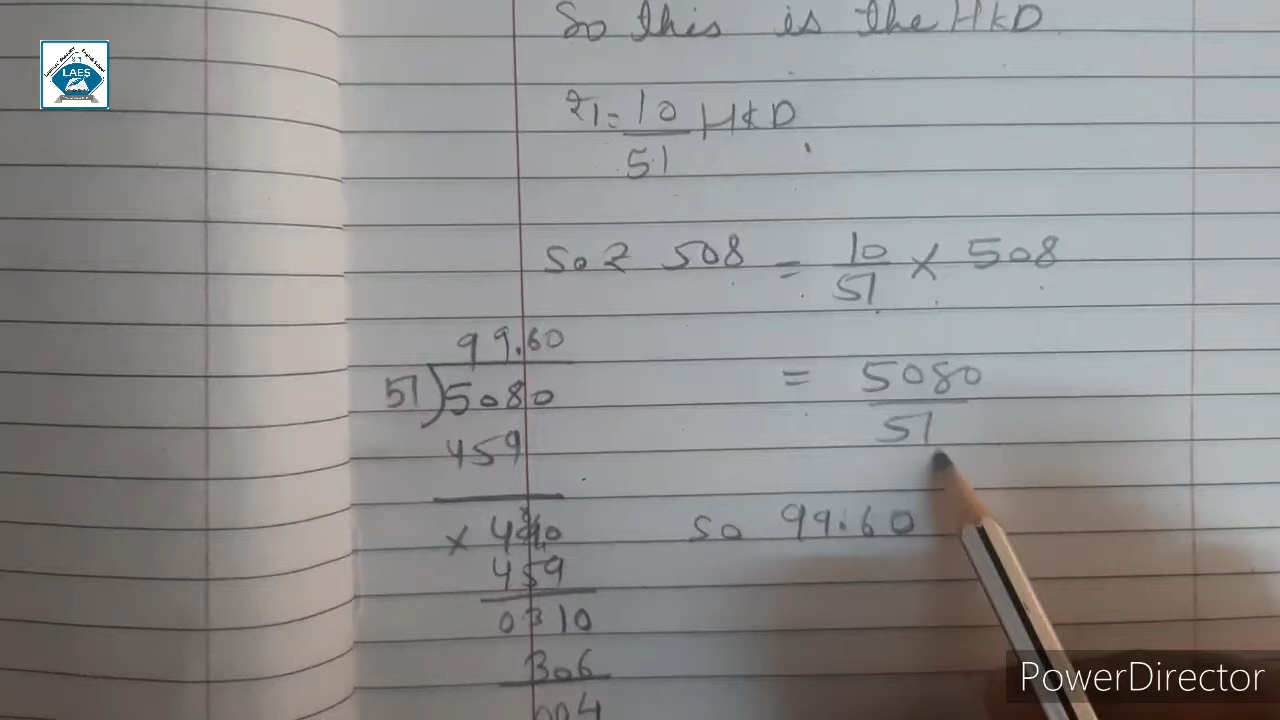 So this is the HKD
LAES
₹1 = 10/51 HKD
So ₹ 508 = 10/51 × 508
99.60
51)5080
= 5080/51
459
× 490
so 99.60
459
0310
306
004
PowerDirector